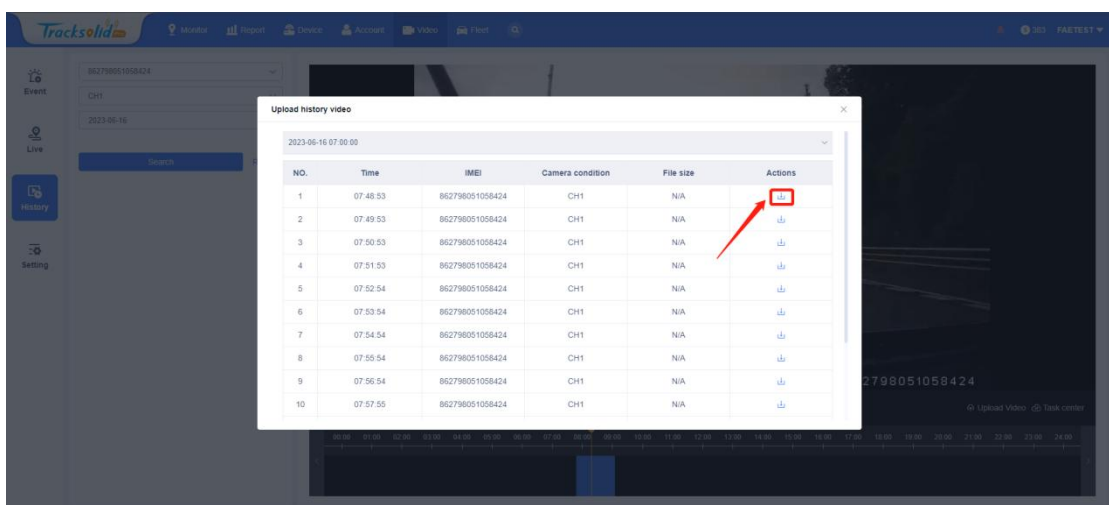 Tracksolid Monitor Report Device Account Video Fleet 383 FAETEST
Event
Live
History
Setting
862798051058424
CH1
2023-06-16
Search
Upload history video
2023-06-16 07:00:00
NO. Time IMEI Camera condition File size Actions
1 07:48:53 862798051058424 CH1 N/A
2 07:49:53 862798051058424 CH1 N/A
3 07:50:53 862798051058424 CH1 N/A
4 07:51:53 862798051058424 CH1 N/A
5 07:52:54 862798051058424 CH1 N/A
6 07:53:54 862798051058424 CH1 N/A
7 07:54:54 862798051058424 CH1 N/A
8 07:55:54 862798051058424 CH1 N/A
9 07:56:54 862798051058424 CH1 N/A
10 07:57:55 862798051058424 CH1 N/A
2798051058424
Upload Video Task center
00:00 01:00 02:00 03:00 04:00 05:00 06:00 07:00 08:00 09:00 10:00 11:00 12:00 13:00 14:00 15:00 16:00 17:00 18:00 19:00 20:00 21:00 22:00 23:00 24:00